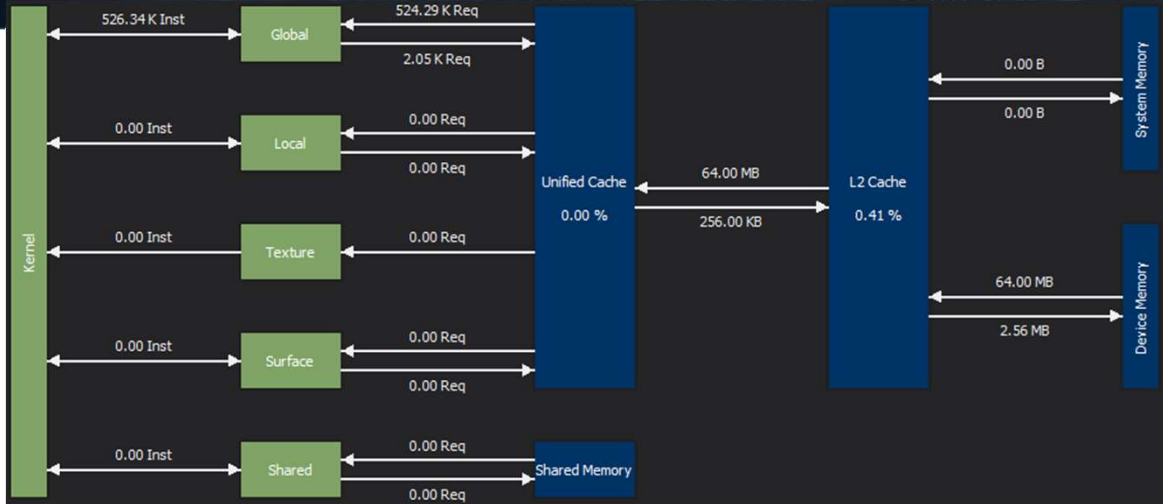 526.34 K Inst
Global
524.29 K Req
2.05 K Req
0.00 Inst
Local
0.00 Req
0.00 Req
0.00 Inst
Texture
0.00 Req
0.00 Inst
Surface
0.00 Req
0.00 Req
0.00 Inst
Shared
0.00 Req
0.00 Req
Kernel
Unified Cache
0.00 %
Shared Memory
64.00 MB
256.00 KB
L2 Cache
0.41 %
0.00 B
0.00 B
System Memory
64.00 MB
2.56 MB
Device Memory